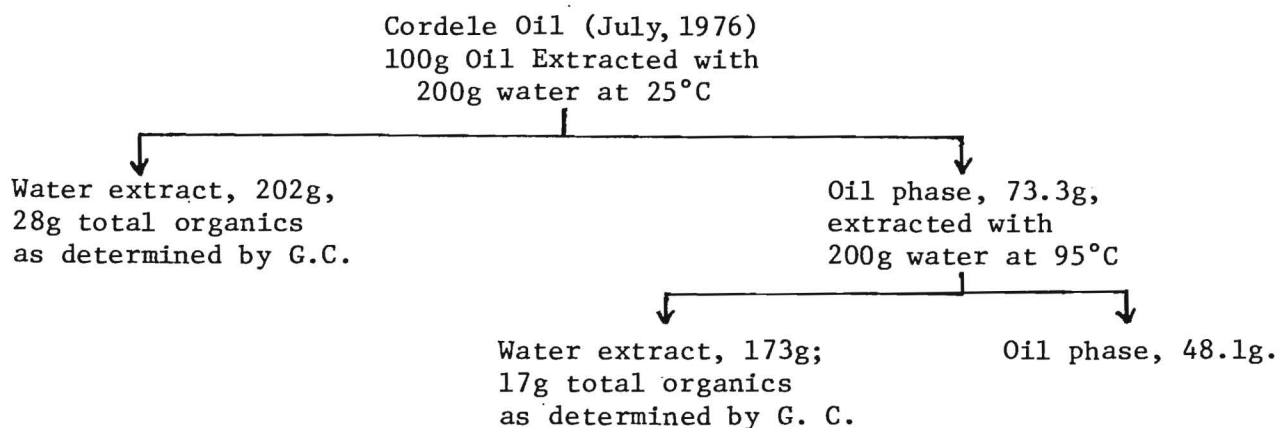 Cordele Oil (July, 1976)
100g Oil Extracted with
200g water at 25°C
Water extract, 202g,
28g total organics
as determined by G.C.
Oil phase, 73.3g,
extracted with
200g water at 95°C
Water extract, 173g;
17g total organics
as determined by G. C.
Oil phase, 48.1g.